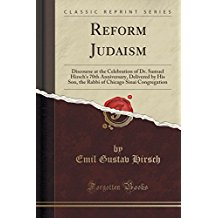 CLASSIC REPRINT SERIES
REFORM
JUDAISM
Discourse at the Celebration of Dr. Samuel
Hirsch's 70th Anniversary, Delivered by His
Son, the Rabbi of Chicago Sinai Congregation
by
Emil Gustav Hirsch
Forgotten Books